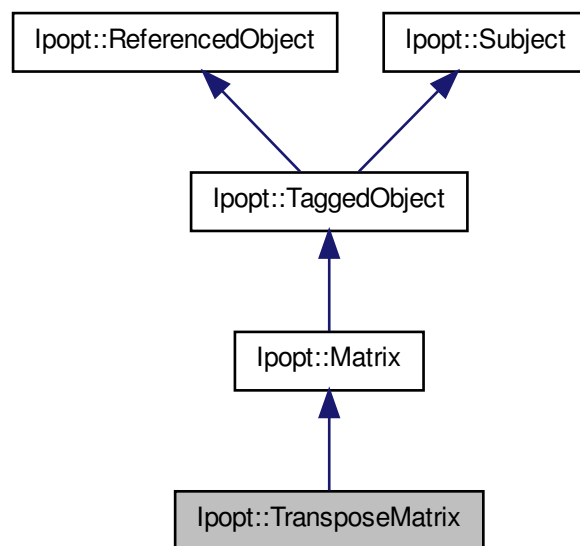 Ipopt::ReferencedObject
Ipopt::Subject
Ipopt::TaggedObject
Ipopt::Matrix
Ipopt::TransposeMatrix